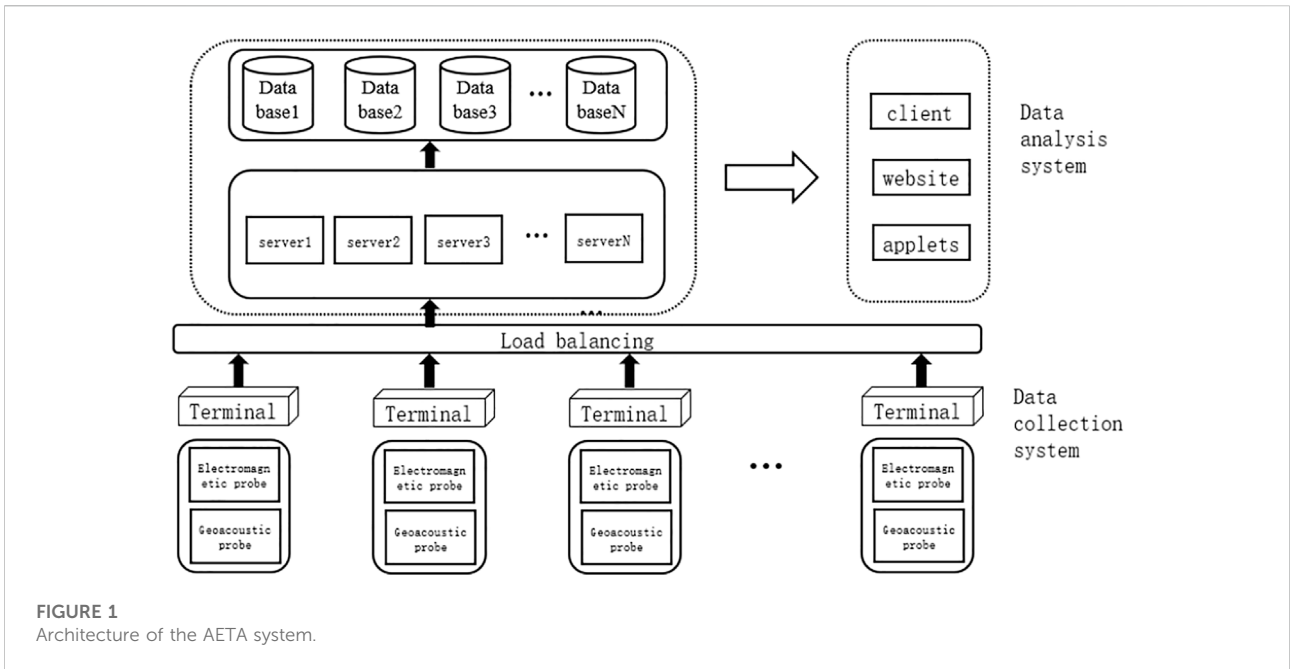 Data
base1
Data
base2
Data
base3
...
Data
baseN
server1
server2
server3
...
serverN
client
website
applets
Data
analysis
system
...
Load balancing
Terminal
Terminal
Terminal
Terminal
Data
collection
system
Electromagn
etic probe
Geoacoustic
probe
Electromagn
etic probe
Geoacoustic
probe
Electromagn
etic probe
Geoacoustic
probe
...
Electromagn
etic probe
Geoacoustic
probe
FIGURE 1
Architecture of the AETA system.